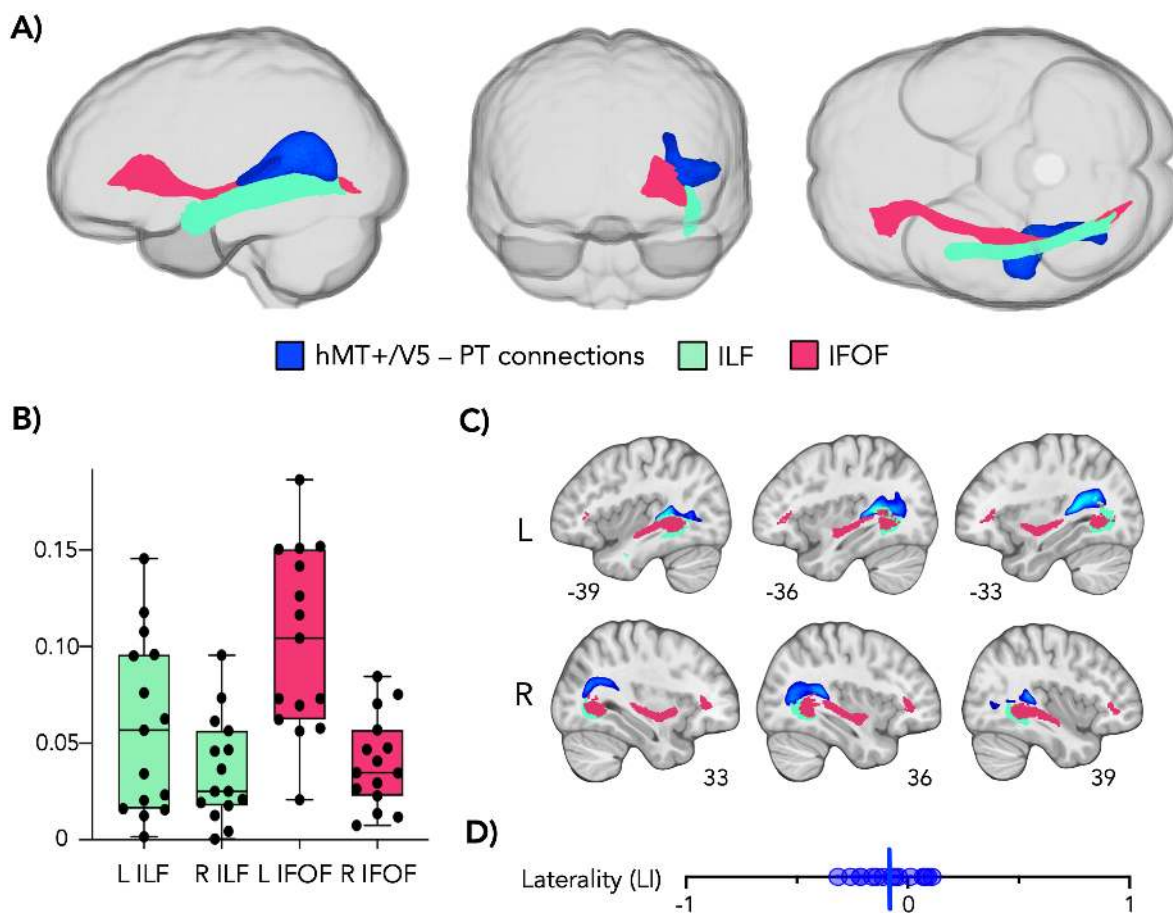 A)
hMT+/V5 – PT connections ILF IFOF
B)
0.15
0.10
0.05
0
L ILF R ILF L IFOF R IFOF
C)
L
-39 -36 -33
R
33 36 39
D)
Laterality (LI)
-1 0 1